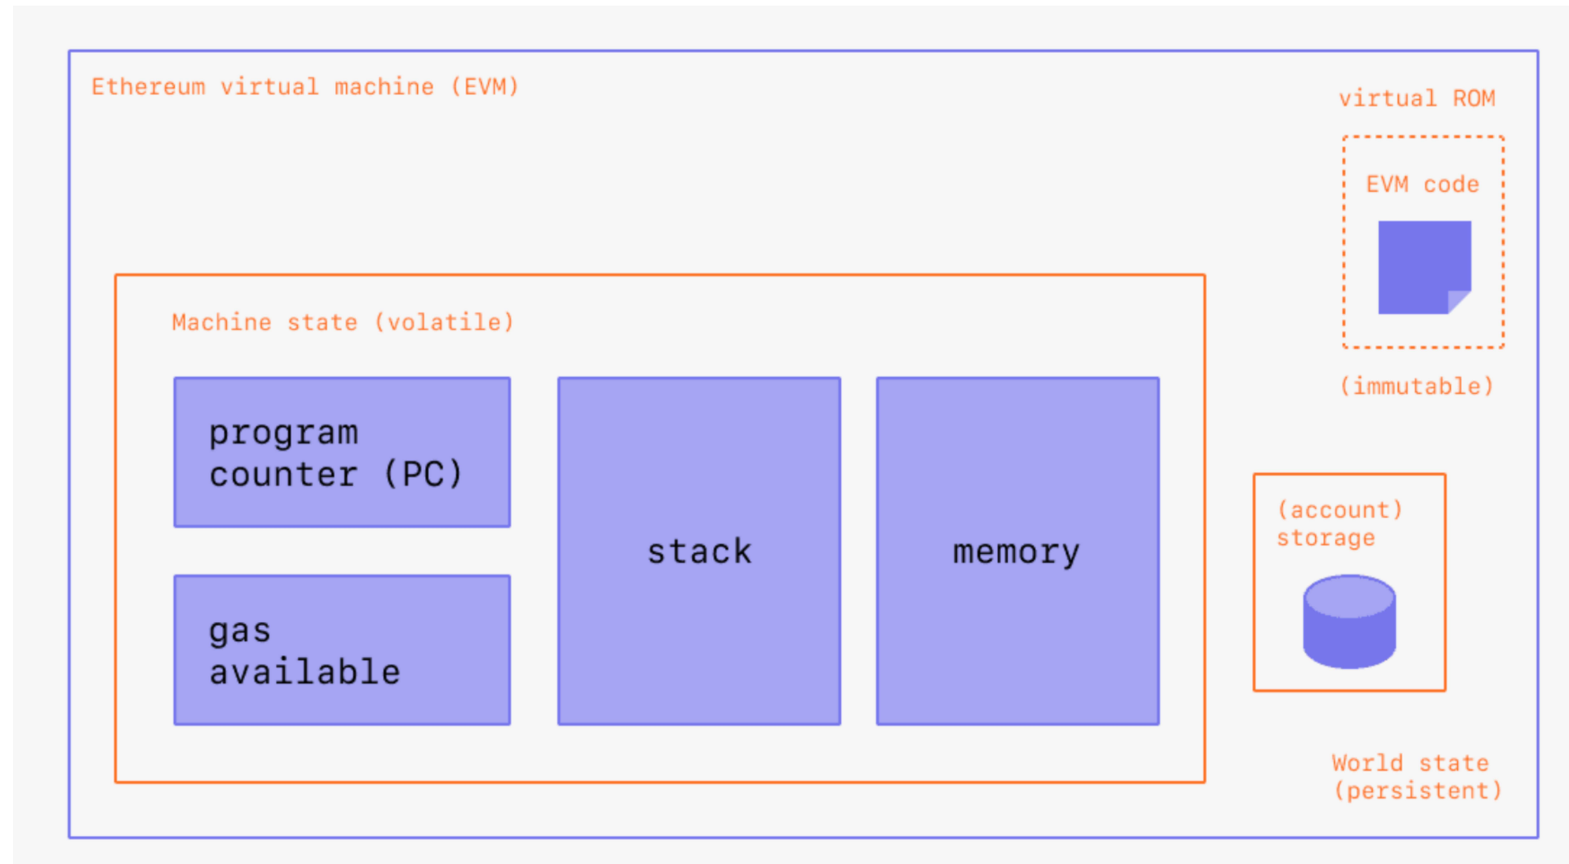 Ethereum virtual machine (EVM)
virtual ROM
EVM code
(immutable)
Machine state (volatile)
program
counter (PC)
gas
available
stack
memory
(account)
storage
World state
(persistent)